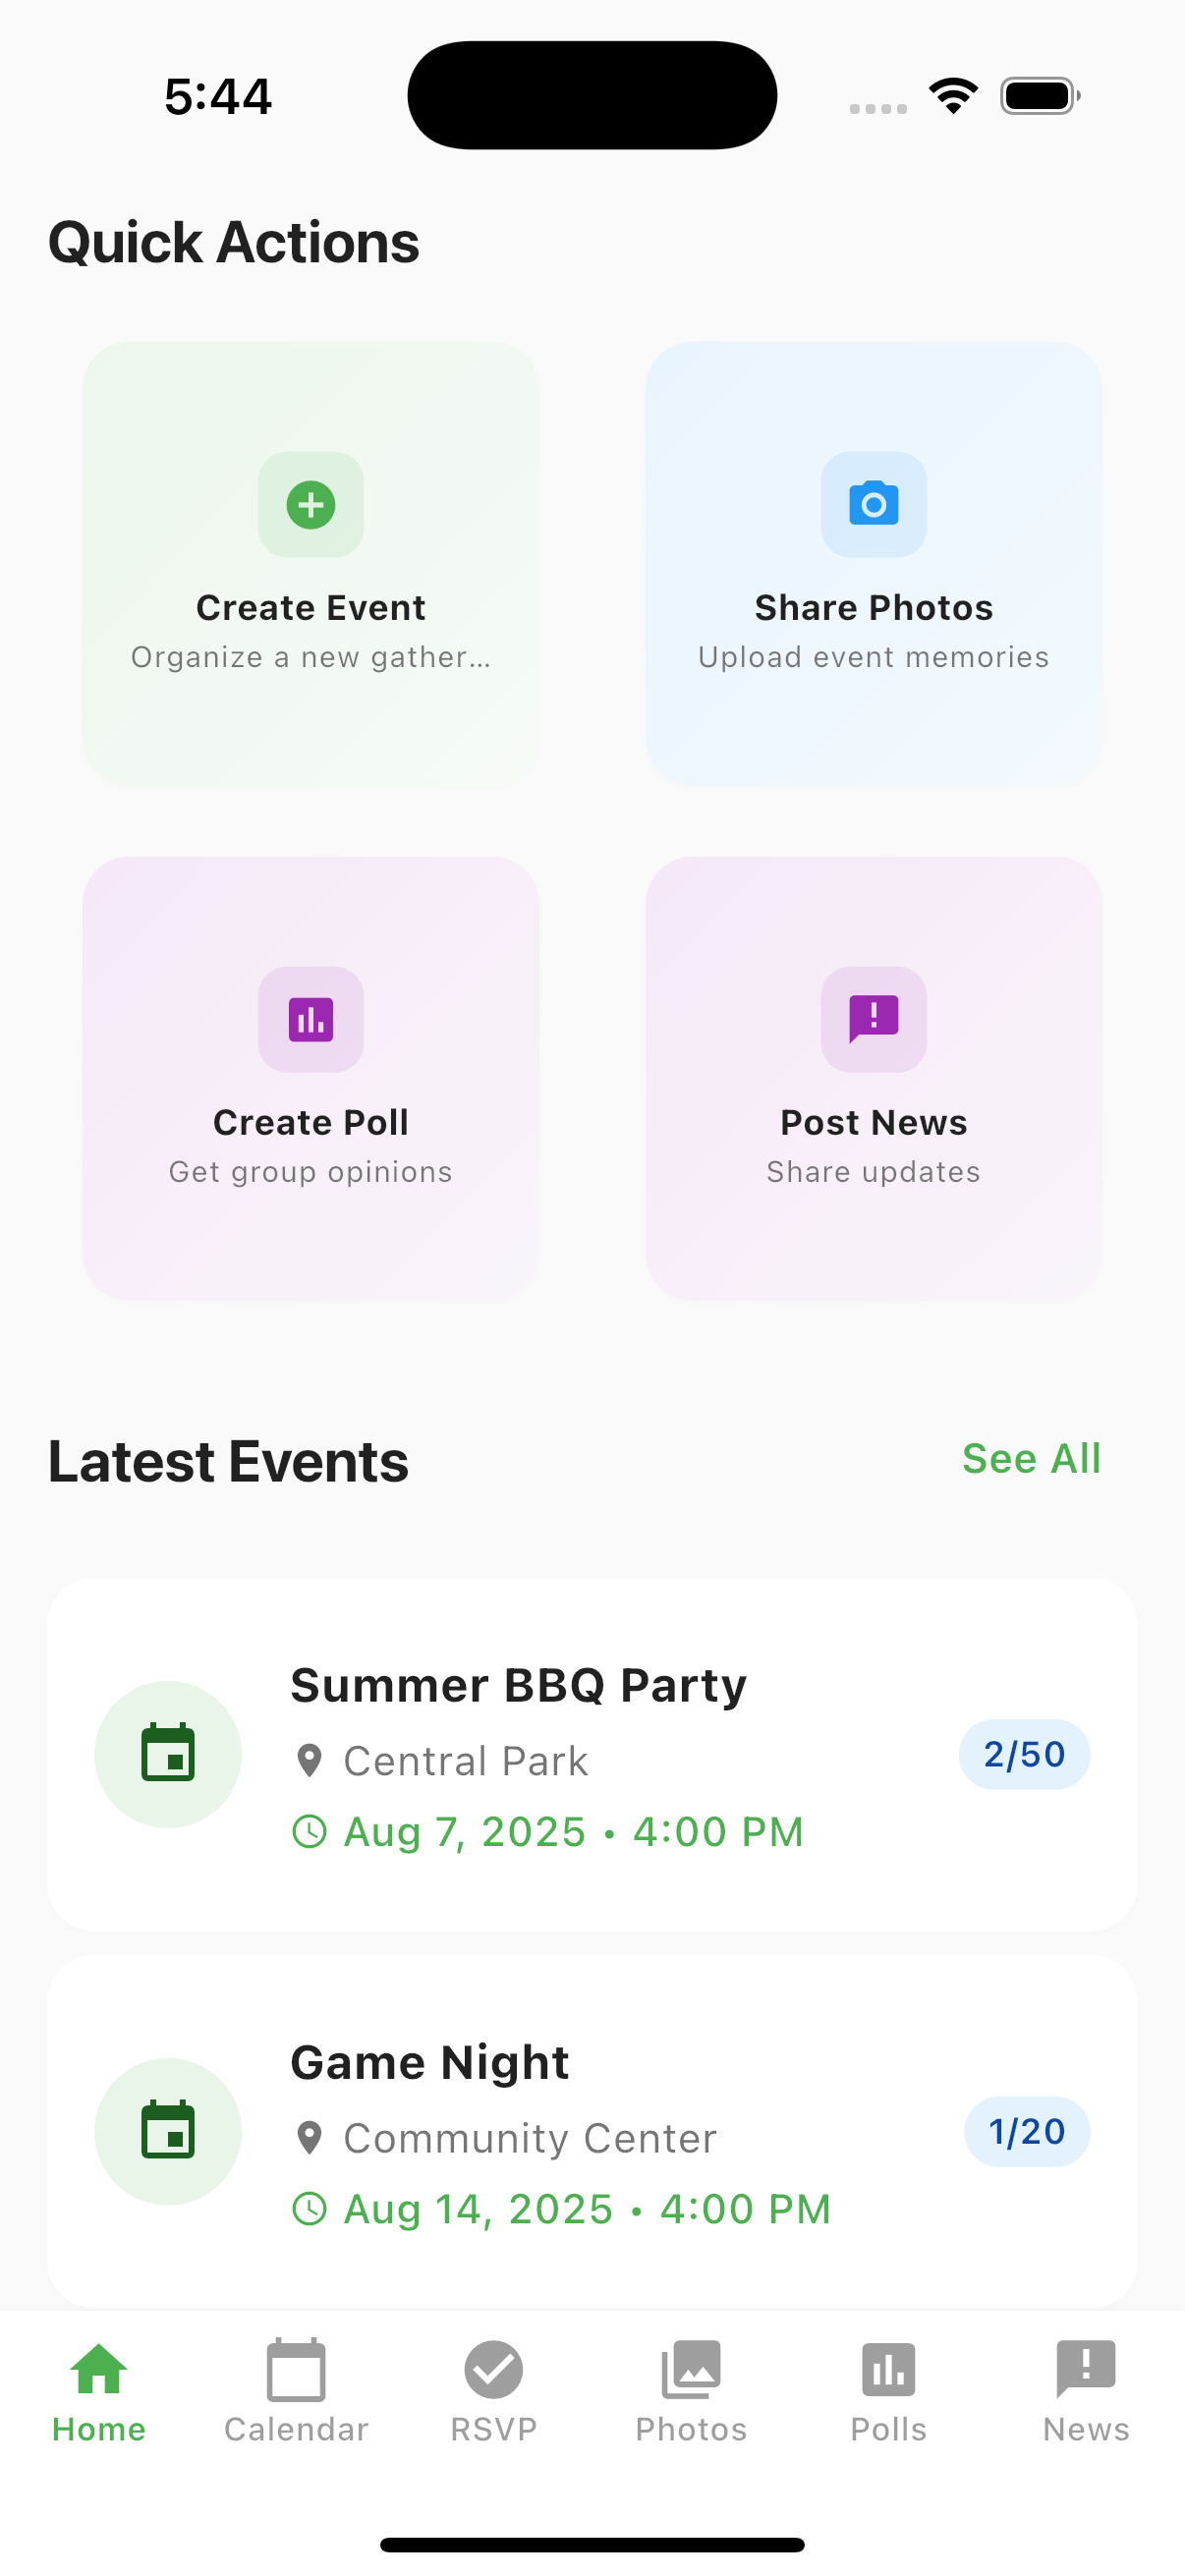 5:44
Quick Actions
Create Event
Organize a new gather...
Share Photos
Upload event memories
Create Poll
Get group opinions
Post News
Share updates
Latest Events
See All
Summer BBQ Party
Central Park
Aug 7, 2025 • 4:00 PM
2/50
Game Night
Community Center
Aug 14, 2025 • 4:00 PM
1/20
Home
Calendar
RSVP
Photos
Polls
News